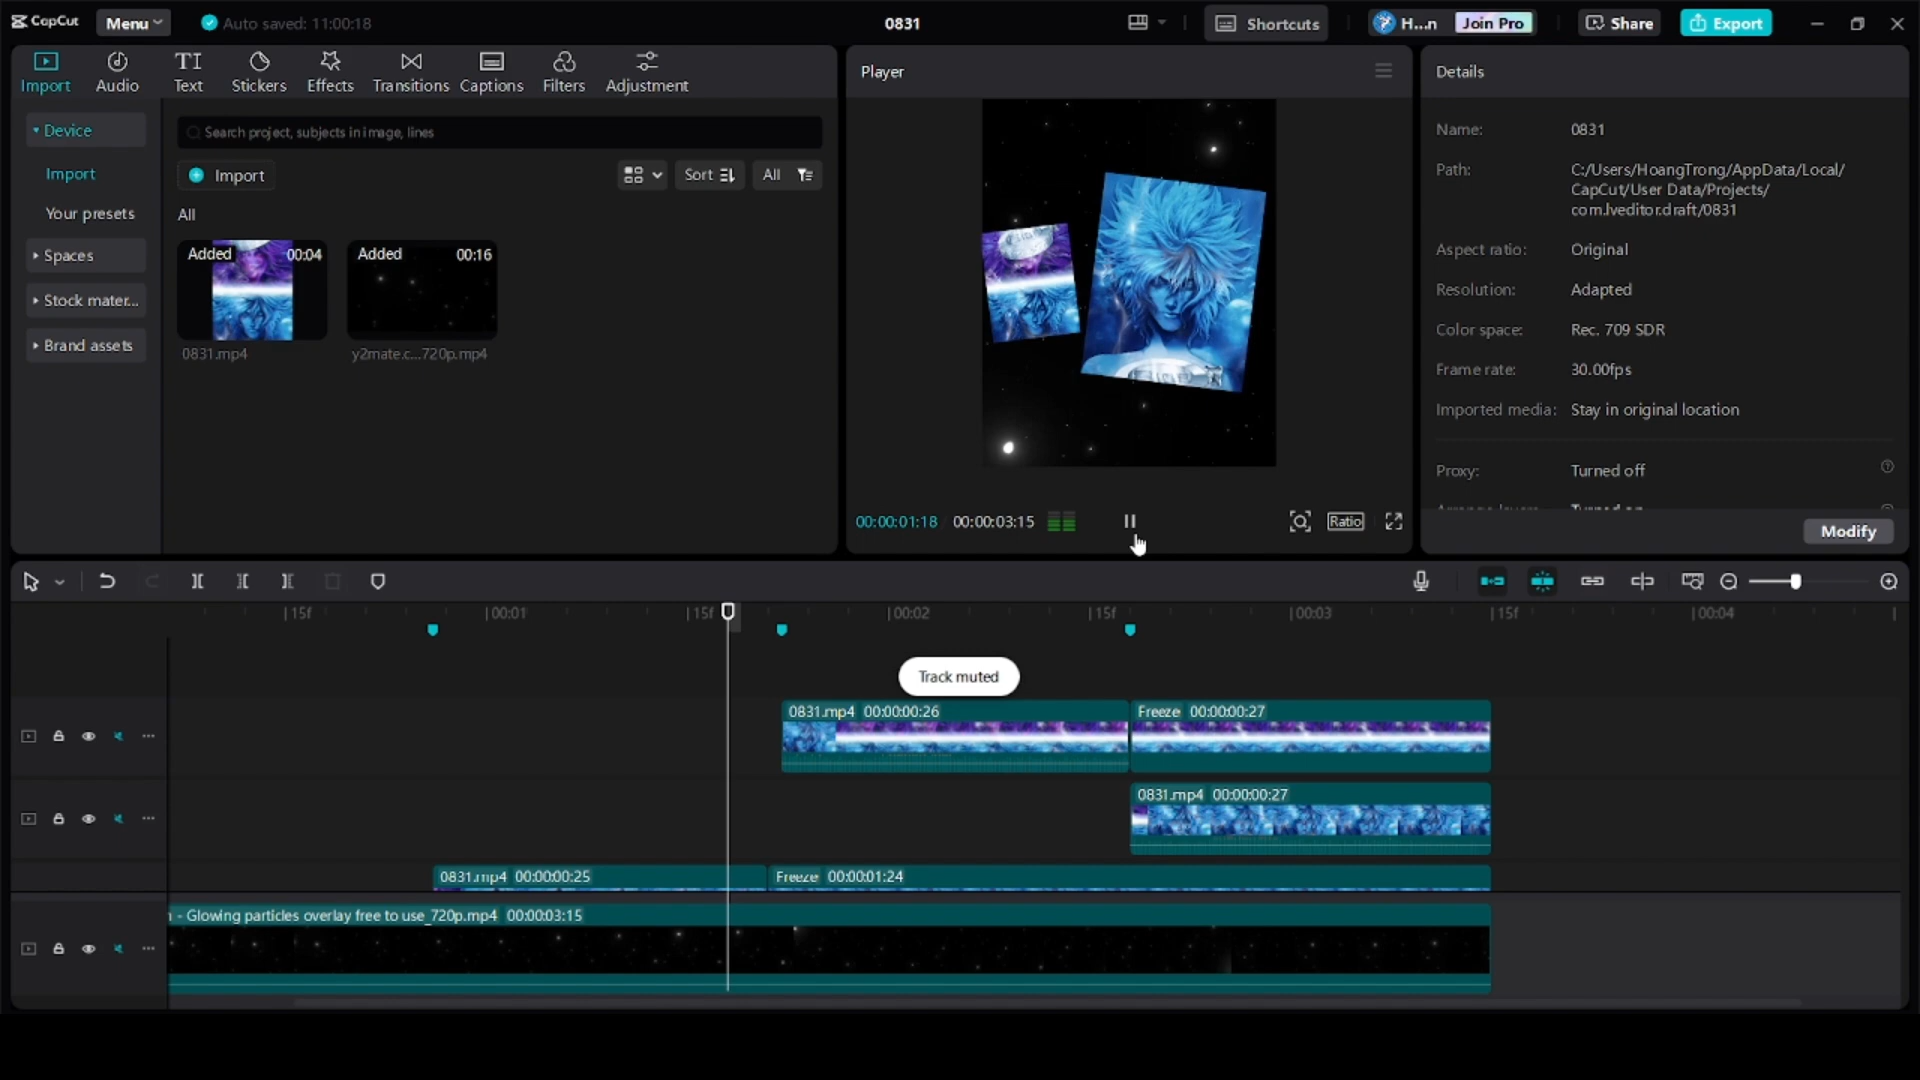 CapCut
Menu
Auto saved: 11:00:18
0831
Shortcuts
H...n
Join Pro
Share
Export
Import
Audio
TI
Text
Stickers
Effects
Transitions
Captions
Filters
Adjustment
Device
Import
Your presets
Spaces
Stock mater...
Brand assets
Search project, subjects in image, lines
Import
Sort
All
All
Added
00:04
0831.mp4
Added
00:16
y2mate.c...720p.mp4
Player
00:00:01:18
00:00:03:15
Ratio
Details
Name: 0831
Path: C:/Users/HoangTrong/AppData/Local/
CapCut/User Data/Projects/
com.lveditor.draft/0831
Aspect ratio: Original
Resolution: Adapted
Color space: Rec. 709 SDR
Frame rate: 30.00fps
Imported media: Stay in original location
Proxy: Turned off
Modify
15f
00:01
15f
00:02
15f
00:03
15f
00:04
Track muted
0831.mp4 00:00:00:26
Freeze 00:00:00:27
0831.mp4 00:00:00:27
0831.mp4 00:00:00:25
Freeze 00:00:01:24
- Glowing particles overlay free to use_720p.mp4 00:00:03:15